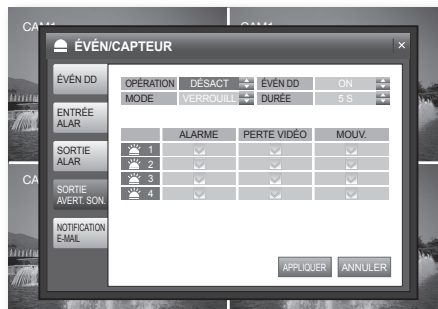 CAM1
CAM1
ÉVÉN/CAPTEUR
ÉVÉN DD
ENTRÉE
ALAR
SORTIE
ALAR
SORTIE
AVERT. SON.
NOTIFICATION
E-MAIL
OPÉRATION DÉSACT ÉVÉN DD ON
MODE VERROUILL DURÉE 5 S
ALARME PERTE VIDÉO MOUV.
1
2
3
4
CA
APPLIQUER ANNULER